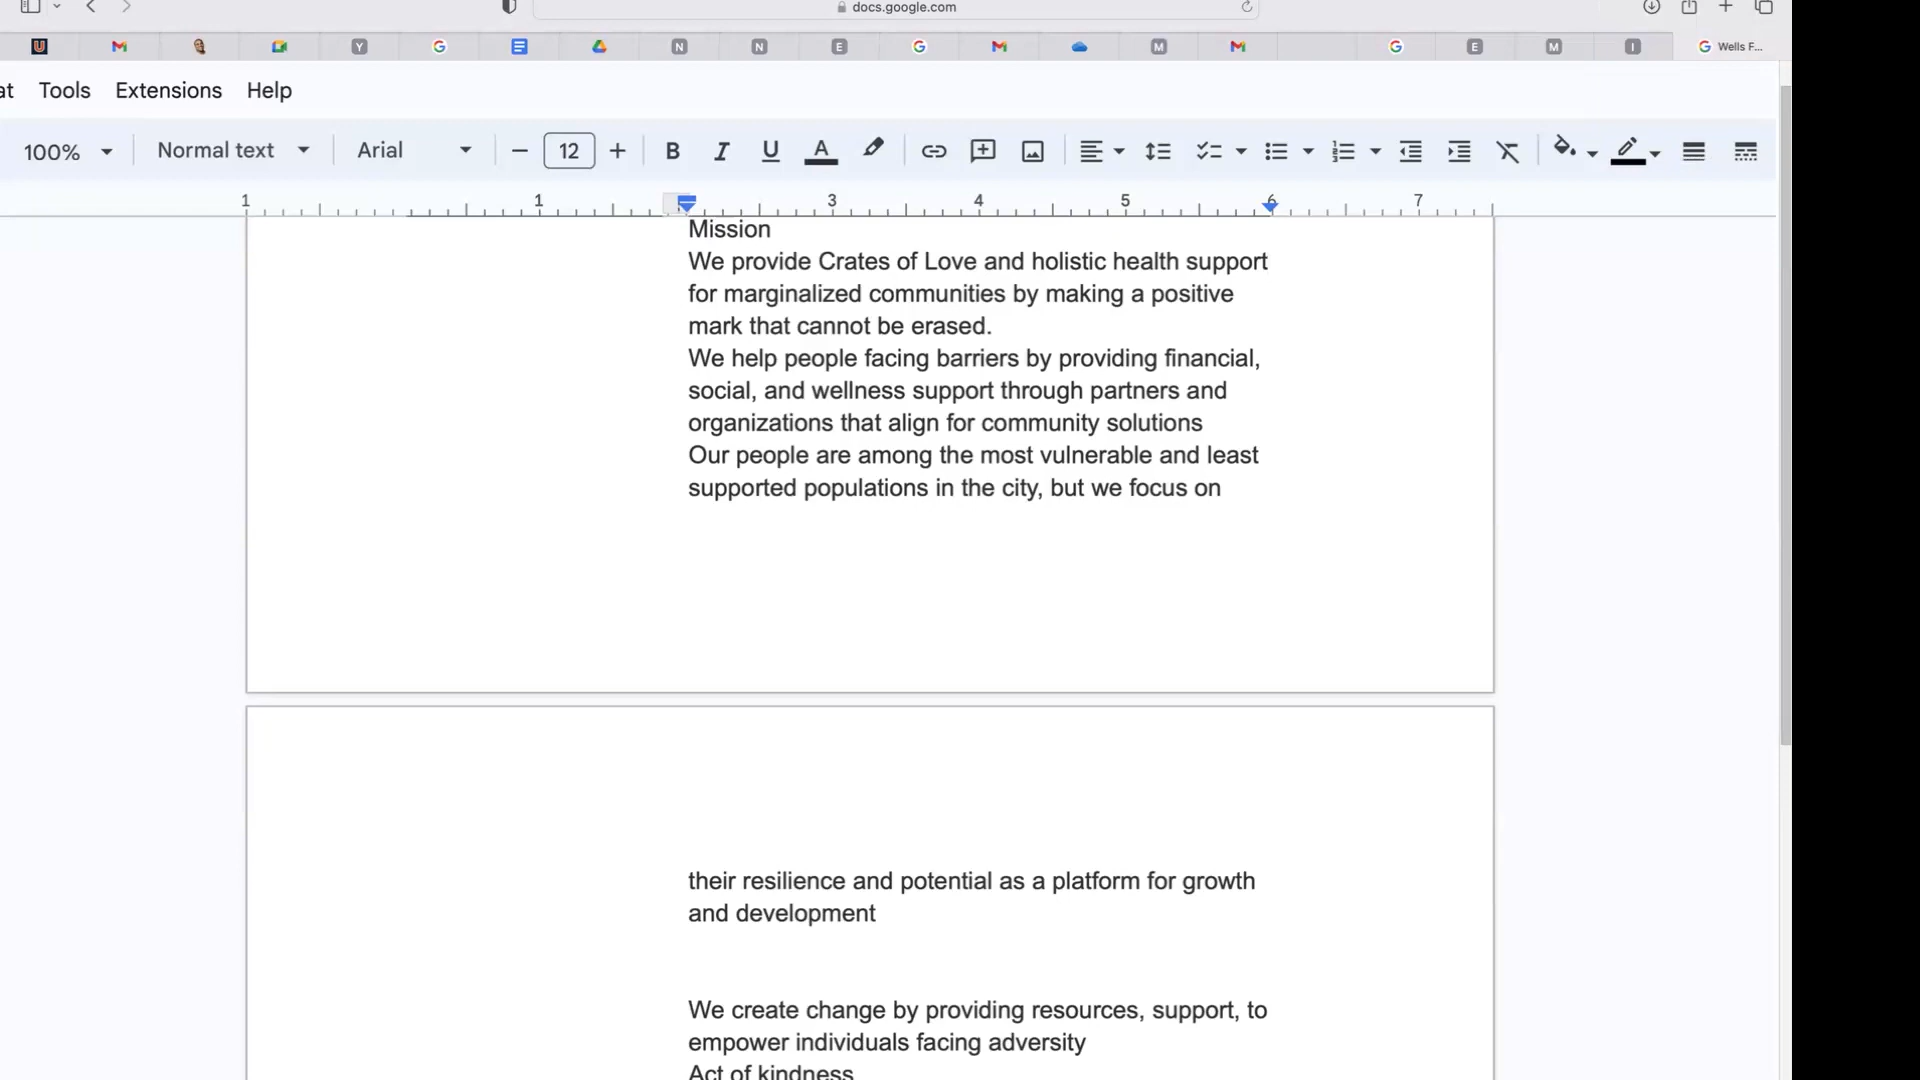 docs.google.com
U
Y
N
N
E
M
E
M
I
Wells F...
at Tools Extensions Help
100% Normal text Arial 12 B I U A
1 1 3 4 5 6 7
Mission
We provide Crates of Love and holistic health support
for marginalized communities by making a positive
mark that cannot be erased.
We help people facing barriers by providing financial,
social, and wellness support through partners and
organizations that align for community solutions
Our people are among the most vulnerable and least
supported populations in the city, but we focus on
their resilience and potential as a platform for growth
and development
We create change by providing resources, support, to
empower individuals facing adversity
Act of kindness